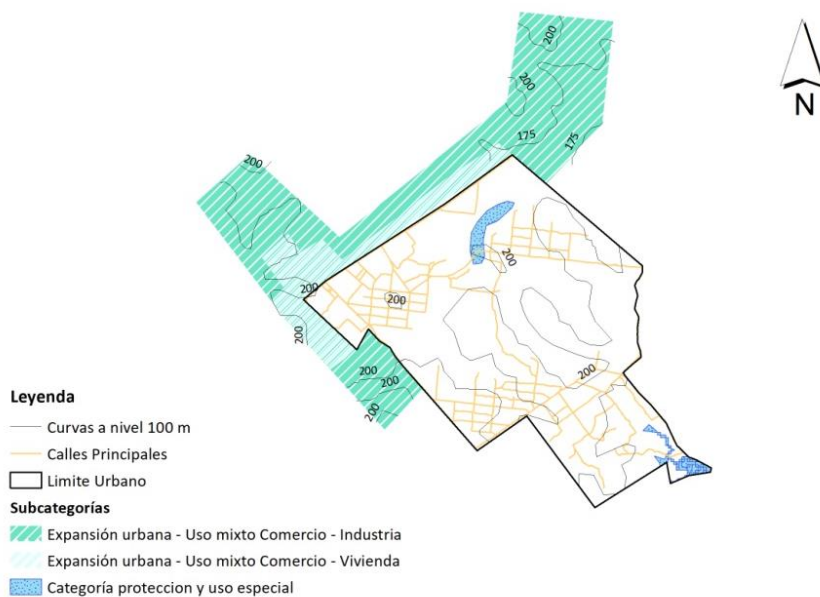 200
N
200
175
175
200
200
200
200
200
200
200
200
200
Leyenda
Curvas a nivel 100 m
Calles Principales
Limite Urbano
Subcategorías
Expansión urbana - Uso mixto Comercio - Industria
Expansión urbana - Uso mixto Comercio - Vivienda
Categoría proteccion y uso especial